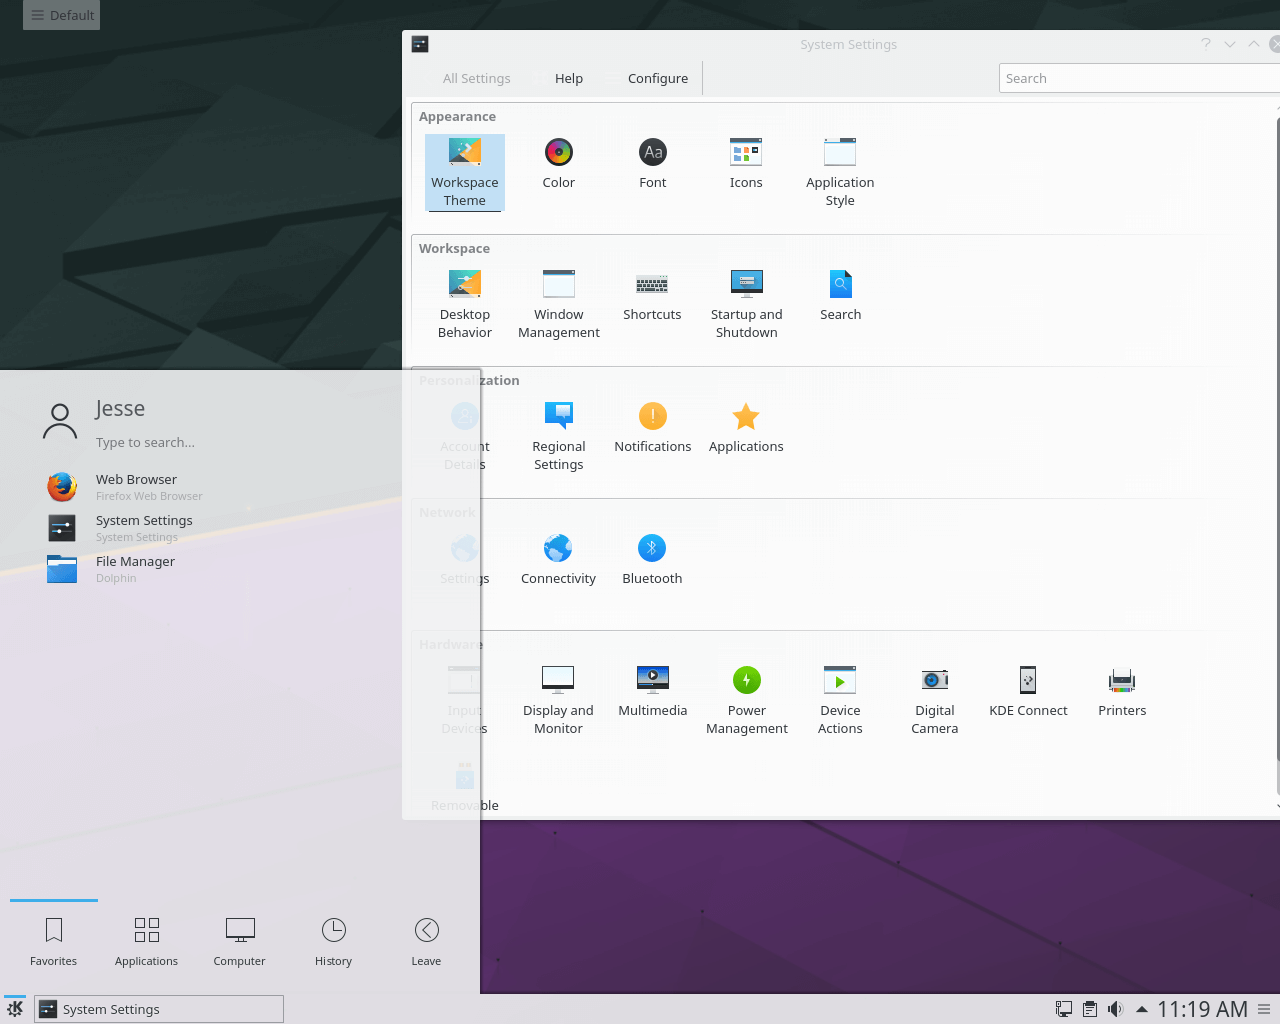 Default
System Settings
All Settings Help Configure Search
Appearance
Workspace Theme
Color
Font
Icons
Application Style
Workspace
Desktop Behavior
Window Management
Shortcuts
Startup and Shutdown
Search
Personalization
Account Details
Regional Settings
Notifications
Applications
Network
Settings
Connectivity
Bluetooth
Hardware
Input Devices
Display and Monitor
Multimedia
Power Management
Device Actions
Digital Camera
KDE Connect
Printers
Removable
Jesse
Type to search...
Web Browser
Firefox Web Browser
System Settings
System Settings
File Manager
Dolphin
Favorites Applications Computer History Leave
System Settings 11:19 AM